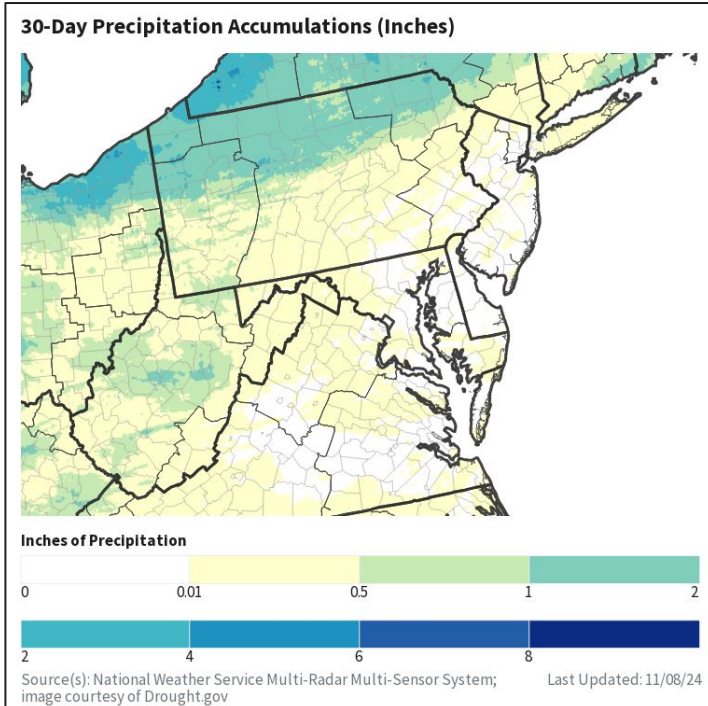 30-Day Precipitation Accumulations (Inches)
Inches of Precipitation
0 0.01 0.5 1 2
2 4 6 8
Source(s): National Weather Service Multi-Radar Multi-Sensor System; Last Updated: 11/08/24
image courtesy of Drought.gov